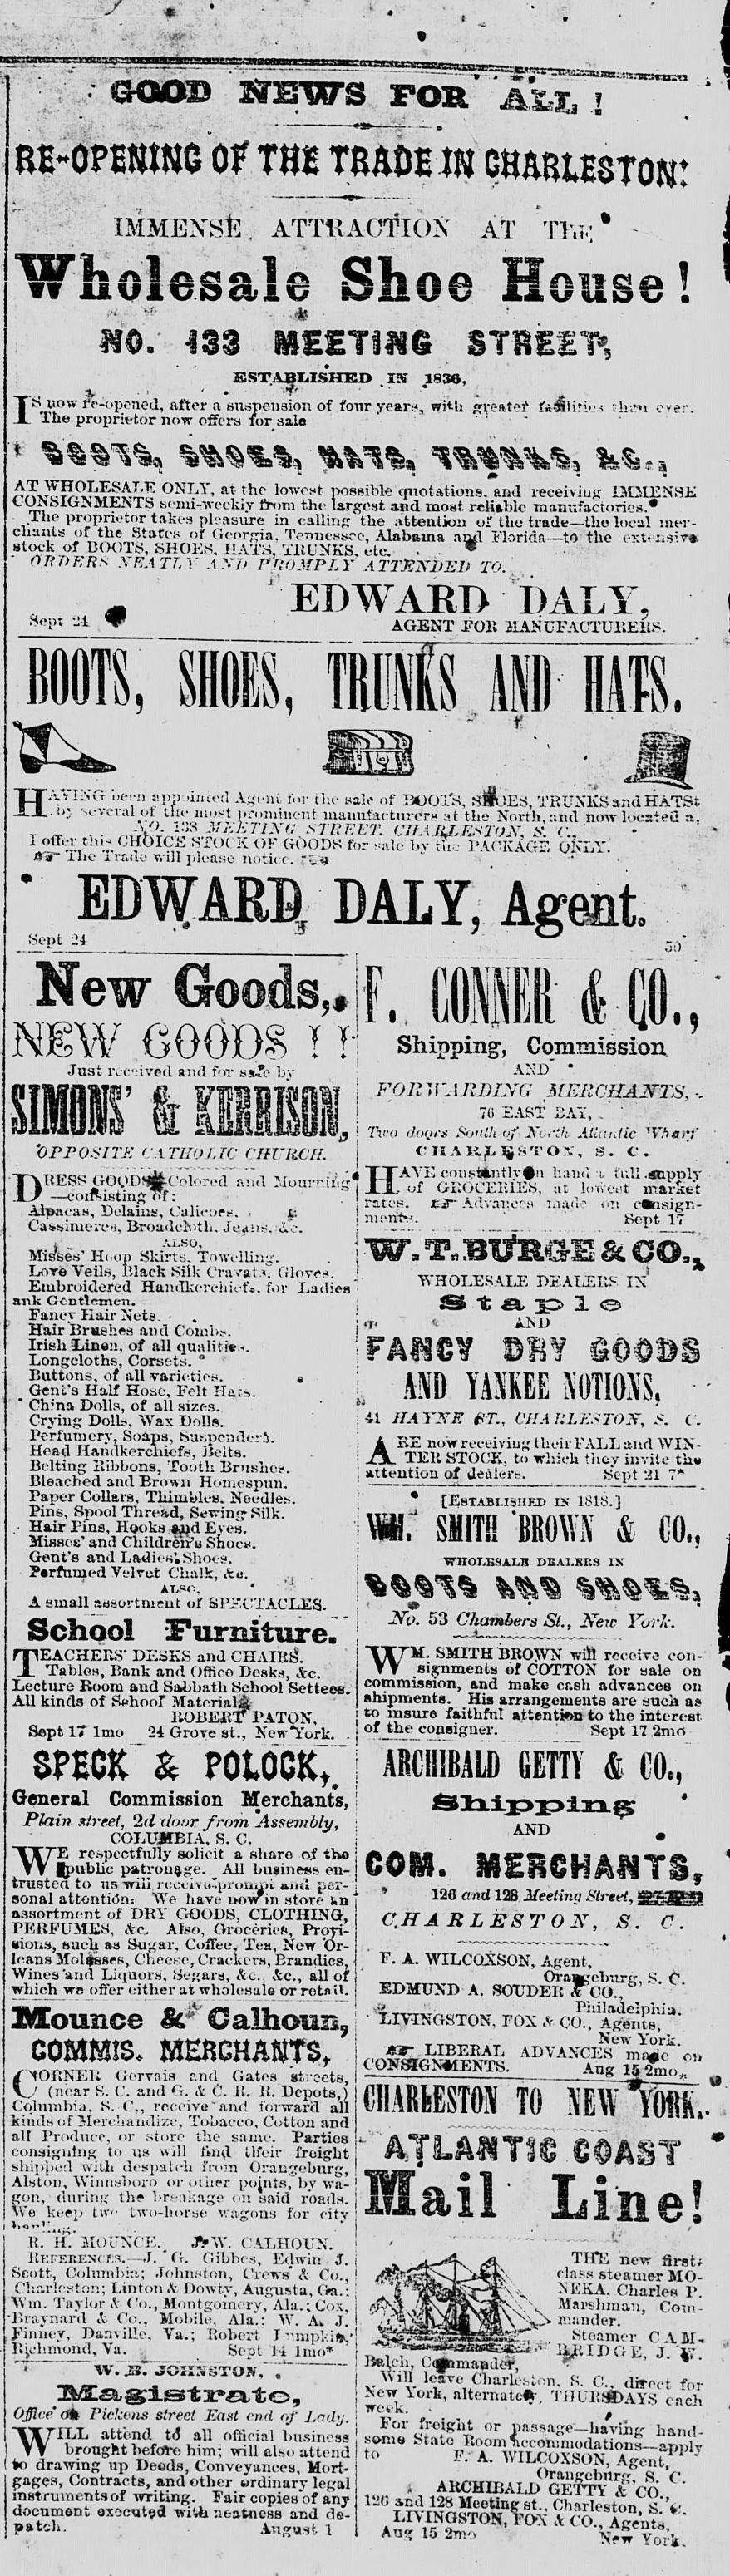 GOOD NEWS FOR ALL !
RE-OPENING OF THE TRADE IN CHARLESTON!
IMMENSE ATTRACTION AT THE
Wholesale Shoe House!
NO. 133 MEETING STREET,
ESTABLISHED IN 1836,
IS now re-opened, after a suspension of four years, with greater facilities than ever.
The proprietor now offers for sale
BOOTS, SHOES, HATS, TRUNKS, &C.,
AT WHOLESALE ONLY, at the lowest possible quotations, and receiving IMMENSE
CONSIGNMENTS semi-weekly from the largest and most reliable manufactories.
The proprietor takes pleasure in calling the attention of the trade—the local mer-
chants of the States of Georgia, Tennessee, Alabama and Florida—to the extensive
stock of BOOTS, SHOES, HATS, TRUNKS, etc.
ORDERS NEATLY AND PROMPLY ATTENDED TO.
EDWARD DALY,
Sept 24 AGENT FOR MANUFACTURERS.
BOOTS, SHOES, TRUNKS AND HATS.
HAVING been appointed Agent for the sale of BOOTS, SHOES, TRUNKS and HATS
by several of the most prominent manufacturers at the North, and now located a,
NO. 138 MEETING STREET, CHARLESTON, S. C.,
I offer this CHOICE STOCK OF GOODS for sale by the PACKAGE ONLY.
The Trade will please notice.
EDWARD DALY, Agent.
Sept 24 30
New Goods,
NEW GOODS ! !
Just received and for sale by
SIMONS' & KERRISON,
OPPOSITE CATHOLIC CHURCH.
DRESS GOODS—Colored and Mourning
—consisting of:
Alpacas, Delains, Calicoes.
Cassimeres, Broadcloth, Jeans, &c.
ALSO,
Misses' Hoop Skirts, Towelling.
Love Veils, Black Silk Cravats, Gloves.
Embroidered Handkerchiefs, for Ladies
ank Gentlemen.
Fancy Hair Nets.
Hair Brushes and Combs.
Irish Linen, of all qualities.
Longcloths, Corsets.
Buttons, of all varieties.
Gent's Half Hose, Felt Hats.
China Dolls, of all sizes.
Crying Dolls, Wax Dolls.
Perfumery, Soaps, Suspenders.
Head Handkerchiefs, Belts.
Belting Ribbons, Tooth Brushes.
Bleached and Brown Homespun.
Paper Collars, Thimbles, Needles.
Pins, Spool Thread, Sewing Silk.
Hair Pins, Hooks and Eyes.
Misses' and Children's Shoes.
Gent's and Ladies' Shoes.
Perfumed Velvet Chalk, &c.
ALSO,
A small assortment of SPECTACLES.
School Furniture.
TEACHERS' DESKS and CHAIRS.
Tables, Bank and Office Desks, &c.
Lecture Room and Sabbath School Settees.
All kinds of School Material.
ROBERT PATON,
Sept 17 1mo 24 Grove st., New York.
SPECK & POLOCK,
General Commission Merchants,
Plain street, 2d door from Assembly,
COLUMBIA, S. C.
WE respectfully solicit a share of the
public patronage. All business en-
trusted to us will receive prompt and per-
sonal attention. We have now in store an
assortment of DRY GOODS, CLOTHING,
PERFUMES, &c. Also, Groceries, Provi-
sions, such as Sugar, Coffee, Tea, New Or-
leans Molasses, Cheese, Crackers, Brandies,
Wines and Liquors, Segars, &c., &c., all of
which we offer either at wholesale or retail.
Mounce & Calhoun,
COMMIS. MERCHANTS,
CORNER Gervais and Gates streets,
(near S. C. and G. & C. R. R. Depots,)
Columbia, S. C., receive and forward all
kinds of Merchandize, Tobacco, Cotton and
all Produce, or store the same. Parties
consigning to us will find their freight
shipped with despatch from Orangeburg,
Alston, Winnsboro or other points, by wa-
gon, during the breakage on said roads.
We keep two two-horse wagons for city
hauling.
R. H. MOUNCE. J. W. CALHOUN.
REFERENCES.—J. G. Gibbes, Edwin J.
Scott, Columbia; Johnston, Crews & Co.,
Charleston; Linton & Dowty, Augusta, Ga.;
Wm. Taylor & Co., Montgomery, Ala.; Cox,
Braynard & Co., Mobile, Ala.; W. A. J.
Finney, Danville, Va.; Robert Lumpkin,
Richmond, Va. Sept 14 1mo*
W. B. JOHNSTON,
Magistrate,
Office on Pickens street East end of Lady.
WILL attend to all official business
brought before him; will also attend
to drawing up Deeds, Conveyances, Mort-
gages, Contracts, and other ordinary legal
instruments of writing. Fair copies of any
document executed with neatness and de-
patch. August 1
F. CONNER & CO.,
Shipping, Commission
AND
FORWARDING MERCHANTS,
76 EAST BAY,
Two doors South of North Atlantic Wharf
CHARLESTON, S. C.
HAVE constantly on hand a full supply
of GROCERIES, at lowest market
rates. Advances made on consign-
ments. Sept 17
W. T. BURGE & CO.,
WHOLESALE DEALERS IN
Staple
AND
FANCY DRY GOODS
AND YANKEE NOTIONS,
41 HAYNE ST., CHARLESTON, S. C.
ARE now receiving their FALL and WIN-
TER STOCK, to which they invite the
attention of dealers. Sept 21 7*
[ESTABLISHED IN 1818.]
WM. SMITH BROWN & CO.,
WHOLESALE DEALERS IN
BOOTS AND SHOES,
No. 53 Chambers St., New York.
WM. SMITH BROWN will receive con-
signments of COTTON for sale on
commission, and make cash advances on
shipments. His arrangements are such as
to insure faithful attention to the interest
of the consigner. Sept 17 2mo
ARCHIBALD GETTY & CO.,
Shipping
AND
COM. MERCHANTS,
126 and 128 Meeting Street,
CHARLESTON, S. C.
F. A. WILCOXSON, Agent,
Orangeburg, S. C.
EDMUND A. SOUDER & CO.,
Philadelphia.
LIVINGSTON, FOX & CO., Agents,
New York.
LIBERAL ADVANCES made on
CONSIGNMENTS. Aug 15 2mo
CHARLESTON TO NEW YORK.
ATLANTIC COAST
Mail Line!
THE new first-
class steamer MO-
NEKA, Charles P.
Marshman, Com-
mander.
Steamer CAM-
BRIDGE, J. W.
Balch, Commander,
Will leave Charleston, S. C., direct for
New York, alternately, THURSDAYS each
week.
For freight or passage—having hand-
some State Room accommodations—apply
to F. A. WILCOXSON, Agent,
Orangeburg, S. C.
ARCHIBALD GETTY & CO.,
126 and 128 Meeting st., Charleston, S. C.
LIVINGSTON, FOX & CO., Agents,
Aug 15 2mo New York.